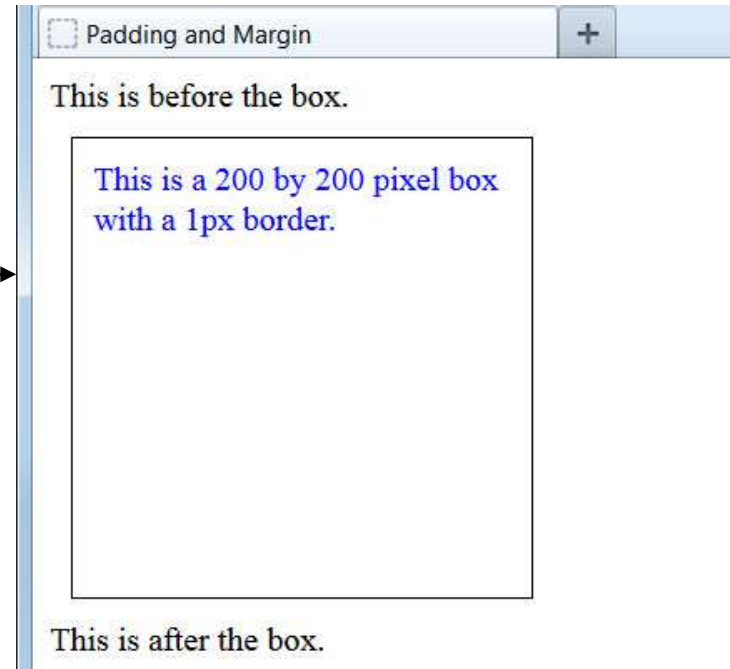 Padding and Margin
This is before the box.
This is a 200 by 200 pixel box
with a 1px border.
This is after the box.